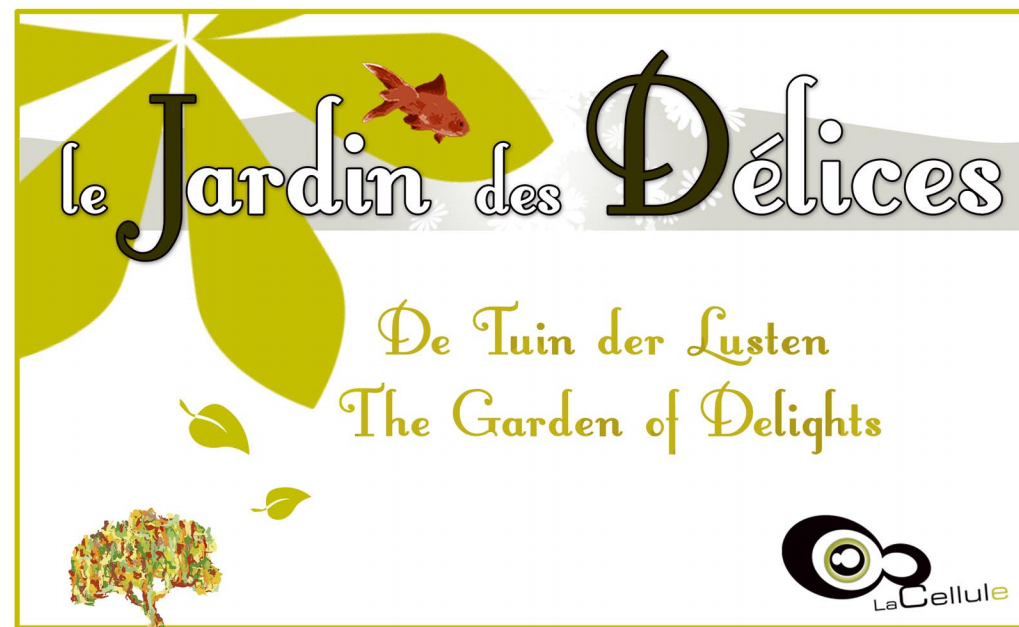 le Jardin des Délices
De Tuin der Lusten
The Garden of Delights
LaCellule